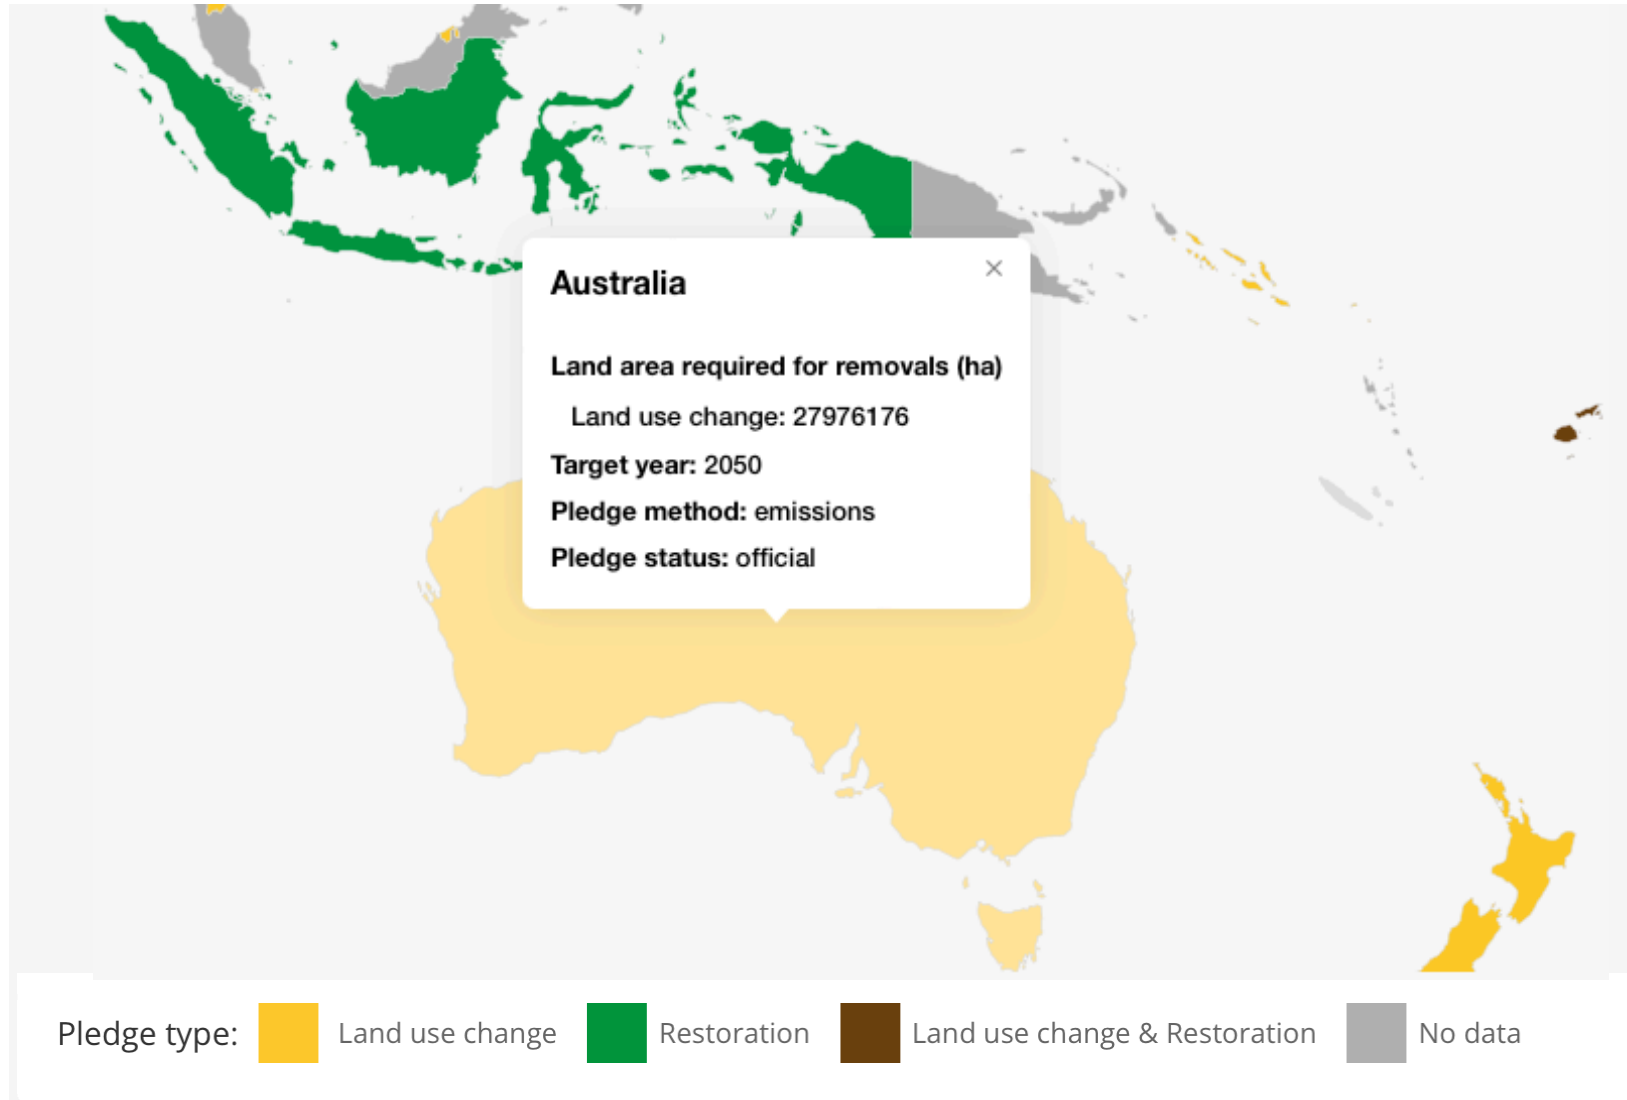 Australia
×
Land area required for removals (ha)
Land use change: 27976176
Target year: 2050
Pledge method: emissions
Pledge status: official
Pledge type: Land use change Restoration Land use change & Restoration No data